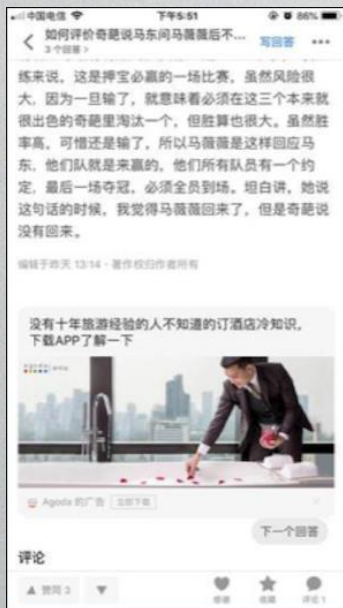 中国电信 下午5:51 86%
如何评价奇葩说马东问马薇薇后不...
3个回答 >
写回答
练来说，这是押宝必赢的一场比赛，虽然风险很
大，因为一旦输了，就意味着必须在这三个本来就
很出色的奇葩里淘汰一个，但胜算也很大。虽然胜
率高，可惜还是输了，所以马薇薇是这样回应马
东，他们队就是来赢的，他们所有队员有一个约
定，最后一场夺冠，必须全员到场。坦白讲，她说
这句话的时候，我觉得马薇薇回来了，但是奇葩说
没有回来。
编辑于昨天 13:14 · 著作权归作者所有
没有十年旅游经验的人不知道的订酒店冷知识，
下载APP了解一下
Agoda 的广告 立即下载
下一个回答
评论
赞同 3
感谢 收藏 评论 1